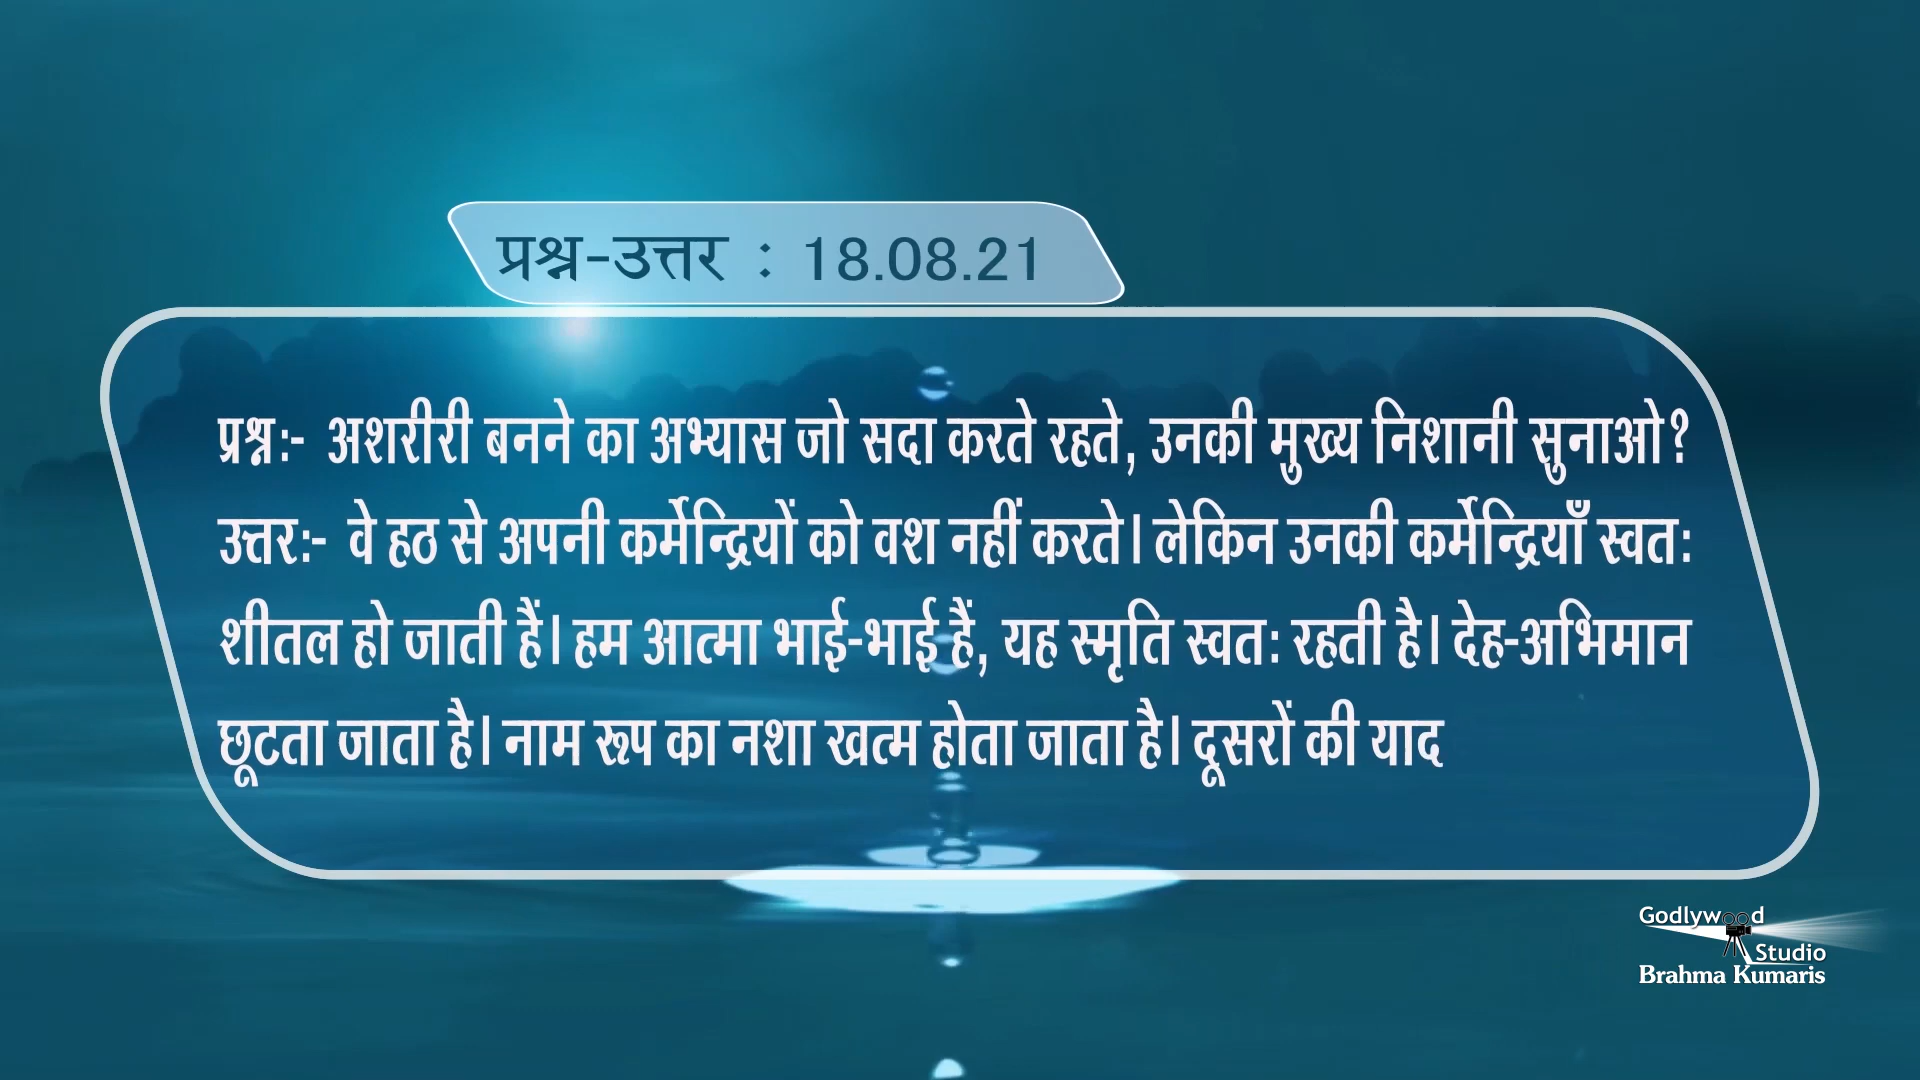 प्रश्न-उत्तर : 18.08.21
प्रश्न:- अशरीरी बनने का अभ्यास जो सदा करते रहते, उनकी मुख्य निशानी सुनाओ?
उत्तर:- वे हठ से अपनी कर्मेन्द्रियों को वश नहीं करते। लेकिन उनकी कर्मेन्द्रियाँ स्वत:
शीतल हो जाती हैं। हम आत्मा भाई-भाई हैं, यह स्मृति स्वत: रहती है। देह-अभिमान
छूटता जाता है। नाम रूप का नशा खत्म होता जाता है। दूसरों की याद
Godlywood
Studio
Brahma Kumaris